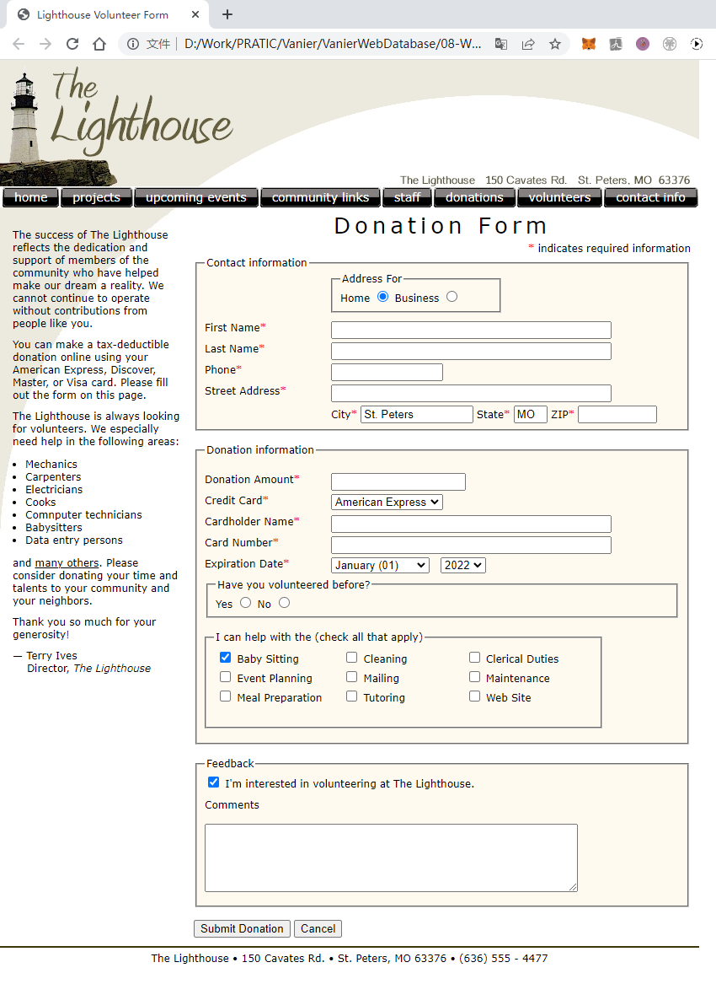 Lighthouse Volunteer Form
文件 D:/Work/PRATIC/Vanier/VanierWebDatabase/08-W...
The
Lighthouse
The Lighthouse 150 Cavates Rd. St. Peters, MO 63376
home projects upcoming events community links staff donations volunteers contact info
The success of The Lighthouse
reflects the dedication and
support of members of the
community who have helped
make our dream a reality. We
cannot continue to operate
without contributions from
people like you.
You can make a tax-deductible
donation online using your
American Express, Discover,
Master, or Visa card. Please fill
out the form on this page.
The Lighthouse is always looking
for volunteers. We especially
need help in the following areas:
• Mechanics
• Carpenters
• Electricians
• Cooks
• Comnputer technicians
• Babysitters
• Data entry persons
and many others. Please
consider donating your time and
talents to your community and
your neighbors.
Thank you so much for your
generosity!
— Terry Ives
Director, The Lighthouse
Donation Form
* indicates required information
Contact information
Address For
Home Business
First Name*
Last Name*
Phone*
Street Address*
City* St. Peters State* MO ZIP*
Donation information
Donation Amount*
Credit Card* American Express
Cardholder Name*
Card Number*
Expiration Date* January (01) 2022
Have you volunteered before?
Yes No
I can help with the (check all that apply)
Baby Sitting Cleaning Clerical Duties
Event Planning Mailing Maintenance
Meal Preparation Tutoring Web Site
Feedback
I'm interested in volunteering at The Lighthouse.
Comments
Submit Donation Cancel
The Lighthouse • 150 Cavates Rd. • St. Peters, MO 63376 • (636) 555 - 4477